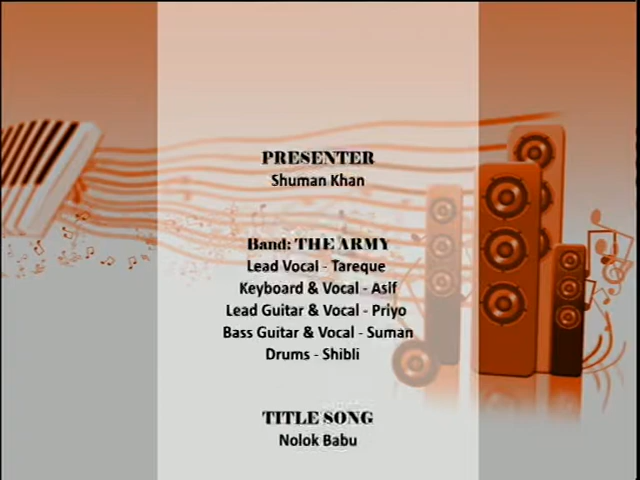 PRESENTER
Shuman Khan
Band: THE ARMY
Lead Vocal - Tareque
Keyboard & Vocal - Asif
Lead Guitar & Vocal - Priyo
Bass Guitar & Vocal - Suman
Drums - Shibli
TITLE SONG
Nolok Babu